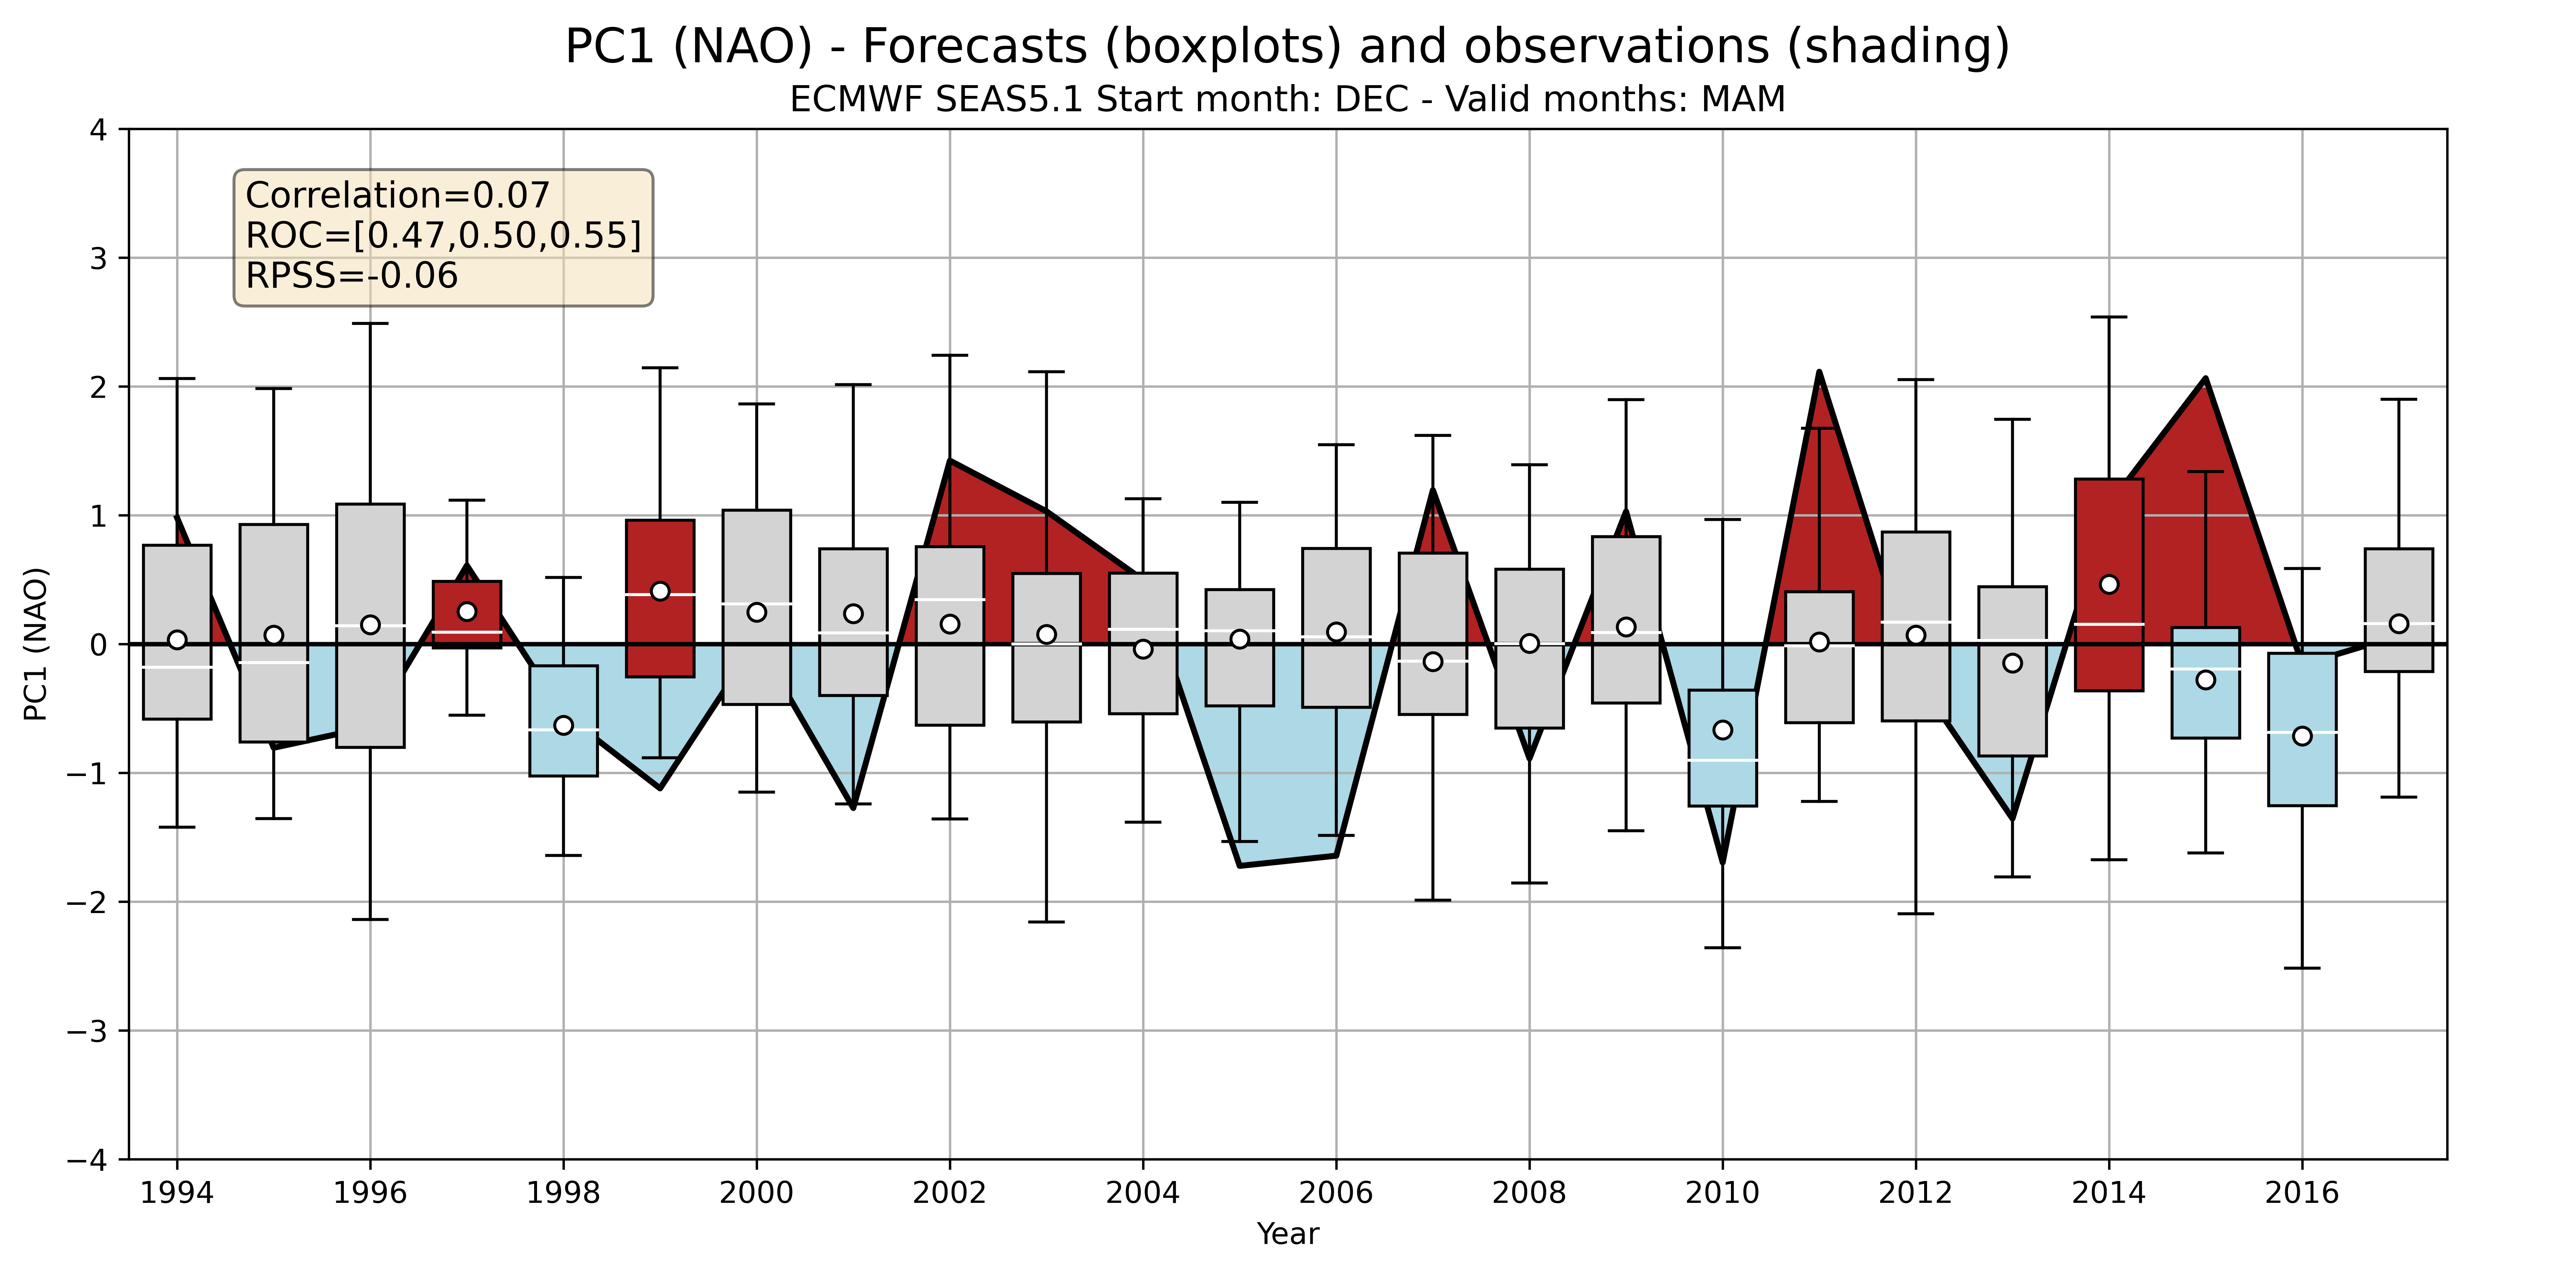 PC1 (NAO) - Forecasts (boxplots) and observations (shading)
ECMWF SEAS5.1 Start month: DEC - Valid months: MAM
Correlation=0.07
ROC=[0.47,0.50,0.55]
RPSS=-0.06
PC1 (NAO)
4
3
2
1
0
−1
−2
−3
−4
1994 1996 1998 2000 2002 2004 2006 2008 2010 2012 2014 2016
Year